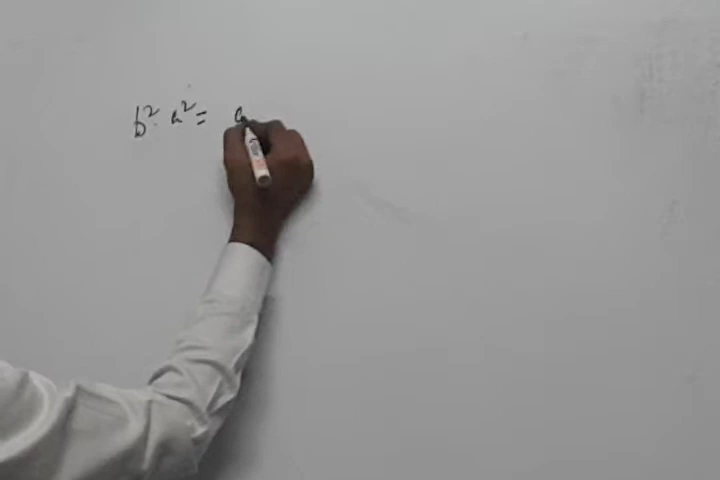 b². a² = a